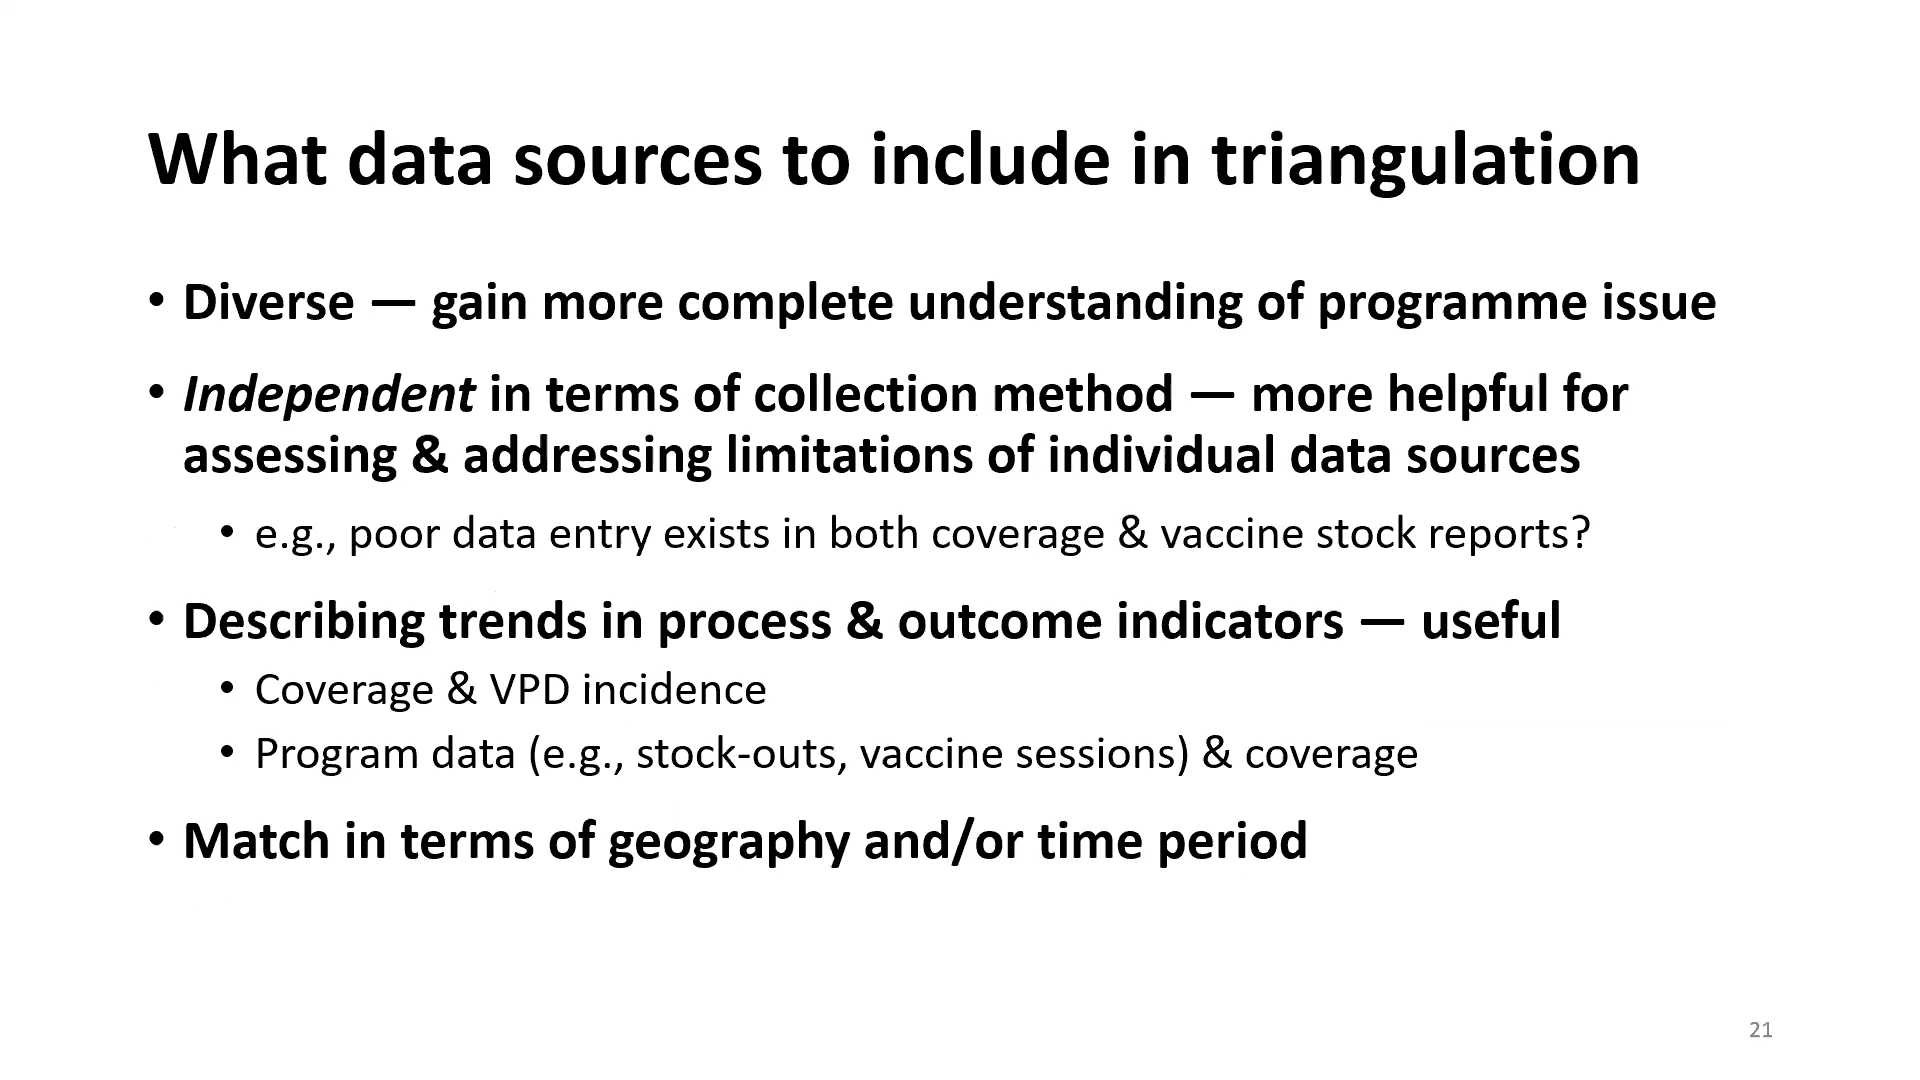 What data sources to include in triangulation
• Diverse — gain more complete understanding of programme issue
• Independent in terms of collection method — more helpful for
assessing & addressing limitations of individual data sources
• e.g., poor data entry exists in both coverage & vaccine stock reports?
• Describing trends in process & outcome indicators — useful
• Coverage & VPD incidence
• Program data (e.g., stock-outs, vaccine sessions) & coverage
• Match in terms of geography and/or time period
21